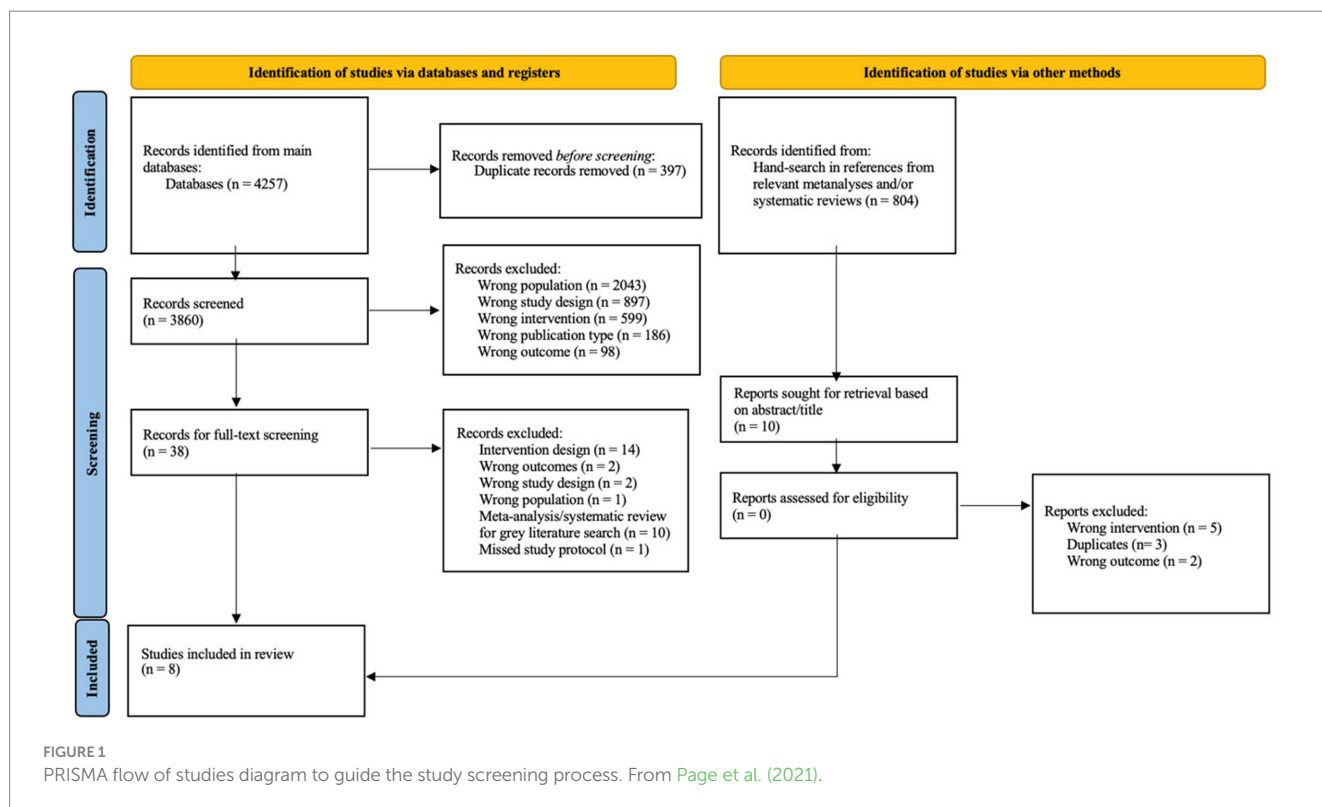 Identification of studies via databases and registers
Identification of studies via other methods
Identification
Records identified from main
databases:
Databases (n = 4257)
Records removed before screening:
Duplicate records removed (n = 397)
Records identified from:
Hand-search in references from
relevant metanalyses and/or
systematic reviews (n = 804)
Screening
Records screened
(n = 3860)
Records excluded:
Wrong population (n = 2043)
Wrong study design (n = 897)
Wrong intervention (n = 599)
Wrong publication type (n = 186)
Wrong outcome (n = 98)
Reports sought for retrieval based
on abstract/title
(n = 10)
Records for full-text screening
(n = 38)
Records excluded:
Intervention design (n = 14)
Wrong outcomes (n = 2)
Wrong study design (n = 2)
Wrong population (n = 1)
Meta-analysis/systematic review
for grey literature search (n = 10)
Missed study protocol (n = 1)
Reports assessed for eligibility
(n = 0)
Reports excluded:
Wrong intervention (n = 5)
Duplicates (n= 3)
Wrong outcome (n = 2)
Included
Studies included in review
(n = 8)
FIGURE 1
PRISMA flow of studies diagram to guide the study screening process. From Page et al. (2021).